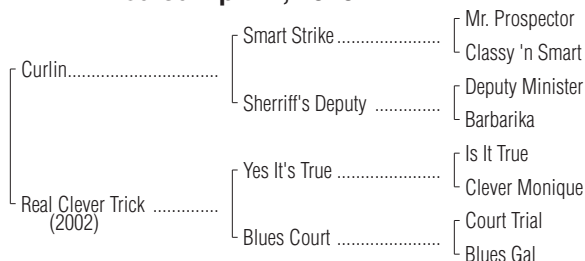 Smart Strike ..................... Mr. Prospector
Classy 'n Smart
Curlin.....................................
Sherriff's Deputy .............. Deputy Minister
Barbarika
Yes It's True ..................... Is It True
Clever Monique
Real Clever Trick ...............
(2002)
Blues Court ...................... Court Trial
Blues Gal